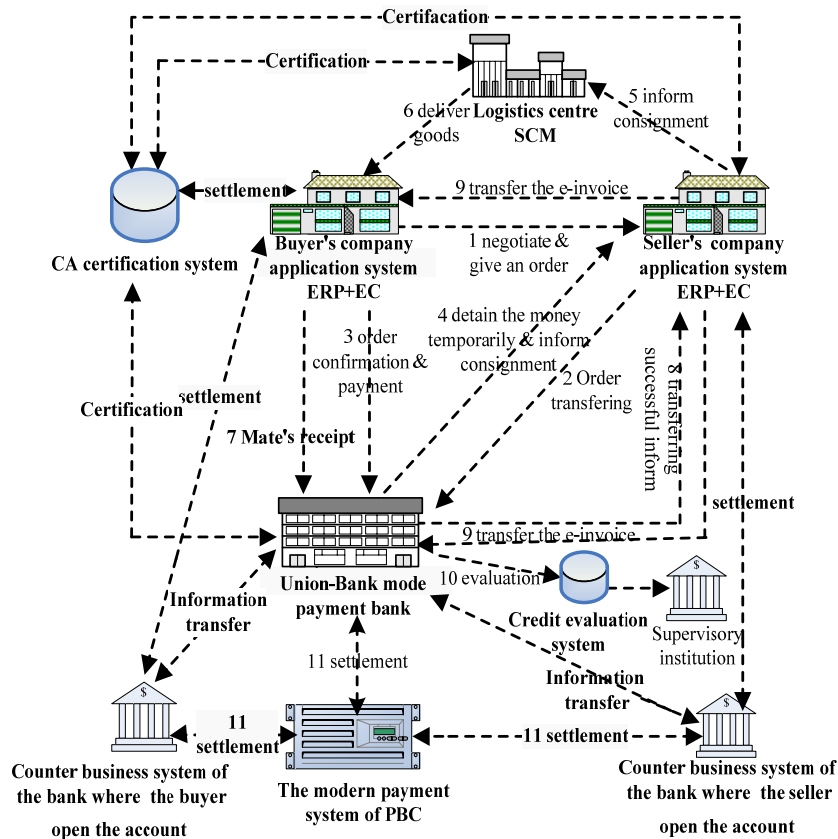 Certifacation
Certification
6 deliver
goods
Logistics centre
SCM
5 inform
consignment
settlement
9 transfer the e-invoice
CA certification system
Buyer's company
application system
ERP+EC
1 negotiate &
give an order
Seller's company
application system
ERP+EC
3 order
confirmation &
payment
4 detain the money
temporarily & inform
consignment
2 Order
transfering
8 transferring
successful inform
settlement
Certification
7 Mate's receipt
settlement
9 transfer the e-invoice
Union-Bank mode
payment bank
10 evaluation
Credit evaluation
system
$
Supervisory
institution
Information
transfer
11 settlement
Information
transfer
$
11
settlement
11 settlement
$
Counter business system of
the bank where the buyer
open the account
The modern payment
system of PBC
Counter business system of
the bank where the seller
open the account